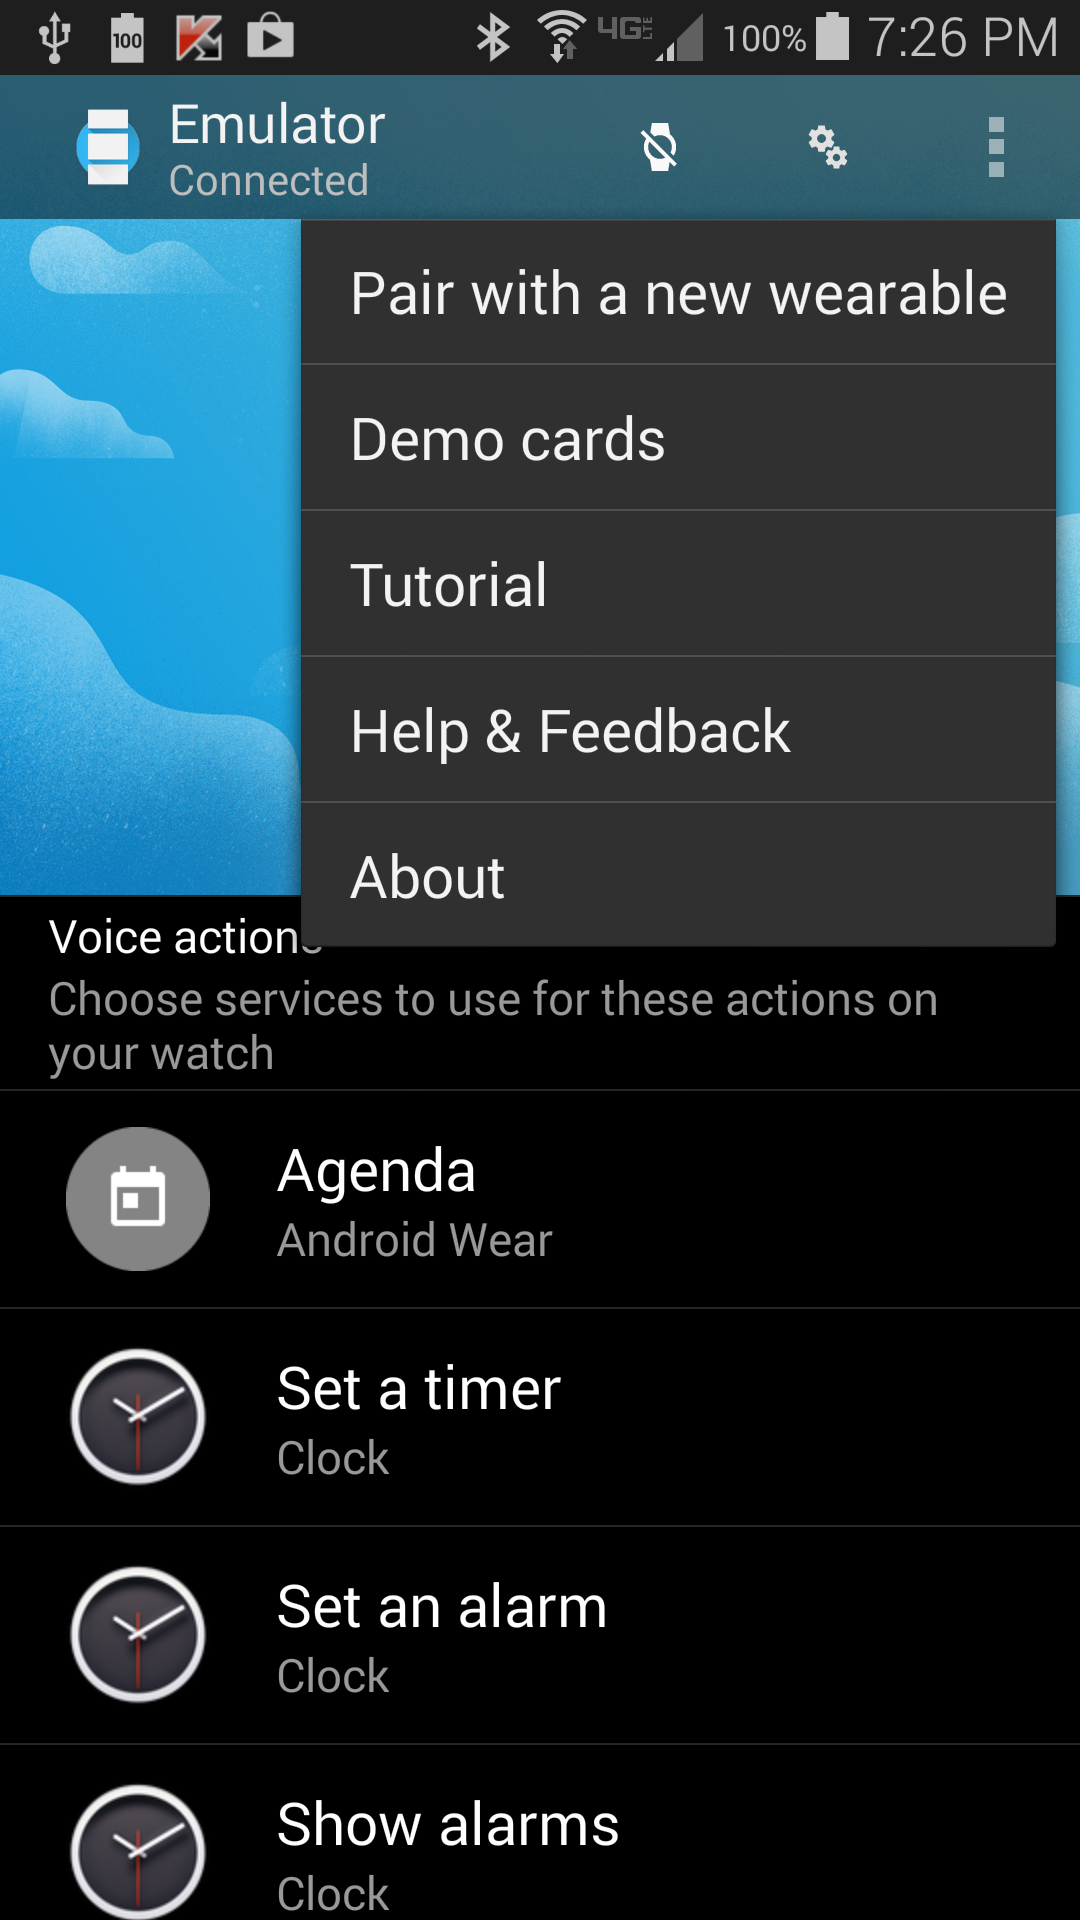 100
4G LTE
100%
7:26 PM
Emulator
Connected
Pair with a new wearable
Demo cards
Tutorial
Help & Feedback
About
Voice actions
Choose services to use for these actions on
your watch
Agenda
Android Wear
Set a timer
Clock
Set an alarm
Clock
Show alarms
Clock